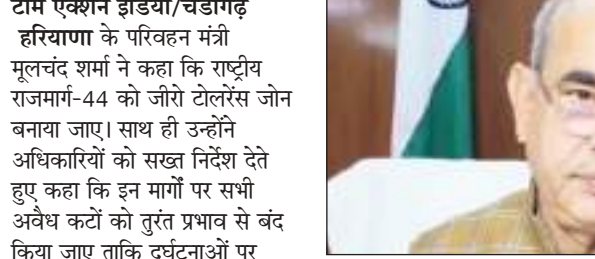 टीम एक्शन इंडिया/चंडीगढ़
हरियाणा के परिवहन मंत्री
मूलचंद शर्मा ने कहा कि राष्ट्रीय
राजमार्ग-44 को जीरो टोलरेंस जोन
बनाया जाए। साथ ही उन्होंने
अधिकारियों को सख्त निर्देश देते
हुए कहा कि इन मार्गों पर सभी
अवैध कटों को तुरंत प्रभाव से बंद
किया जाए ताकि दुर्घटनाओं पर